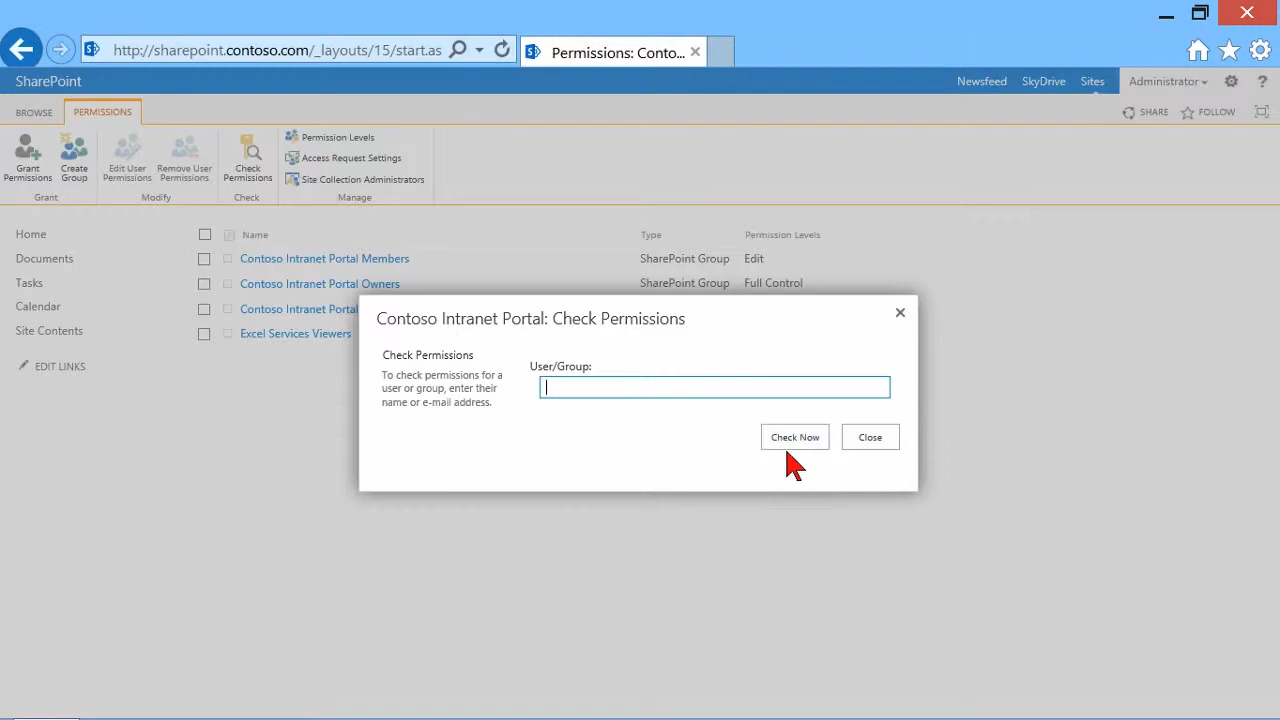 http://sharepoint.contoso.com/_layouts/15/start.as
Permissions: Conto...
SharePoint
Newsfeed
SkyDrive
Sites
Administrator
?
BROWSE
PERMISSIONS
SHARE
FOLLOW
Grant
Permissions
Create
Group
Edit User
Permissions
Remove User
Permissions
Check
Permissions
Permission Levels
Access Request Settings
Site Collection Administrators
Grant
Modify
Check
Manage
Home
Documents
Tasks
Calendar
Site Contents
EDIT LINKS
Name
Type
Permission Levels
Contoso Intranet Portal Members
SharePoint Group
Edit
Contoso Intranet Portal Owners
SharePoint Group
Full Control
Contoso Intranet Portal
Excel Services Viewers
Contoso Intranet Portal: Check Permissions
Check Permissions
To check permissions for a
user or group, enter their
name or e-mail address.
User/Group:
Check Now
Close